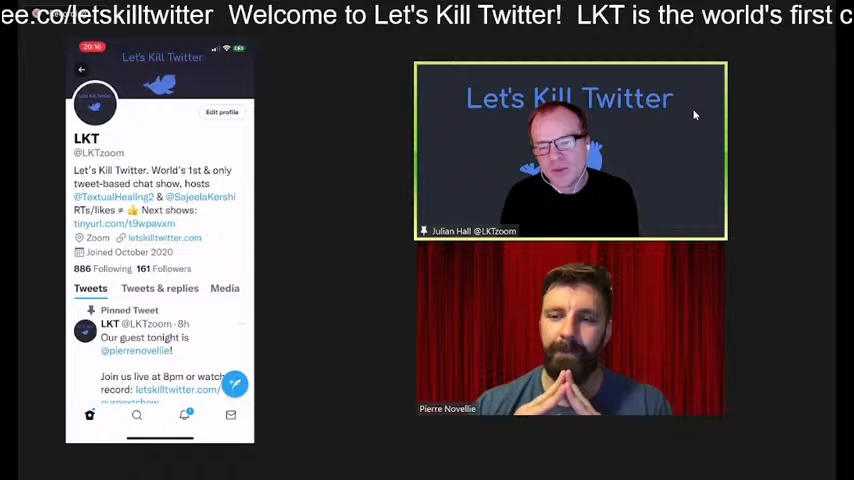 ee.co/letskilltwitter Welcome to Let's Kill Twitter! LKT is the world's first c
20:16
Let's Kill Twitter
Edit profile
LKT
@LKTzoom
Let's Kill Twitter. World's 1st & only
tweet-based chat show, hosts
@TextualHealing2 & @SajeelaKershi
RTs/likes ≠ 👍 Next shows:
tinyurl.com/t9wpavxm
Zoom letskilltwitter.com
Joined October 2020
886 Following 161 Followers
Tweets Tweets & replies Media
Pinned Tweet
LKT @LKTzoom · 8h
Our guest tonight is
@pierrenovellie!
Join us live at 8pm or watch
record: letskilltwitter.com/
ournextshow
Let's Kill Twitter
Julian Hall @LKTzoom
Pierre Novellie